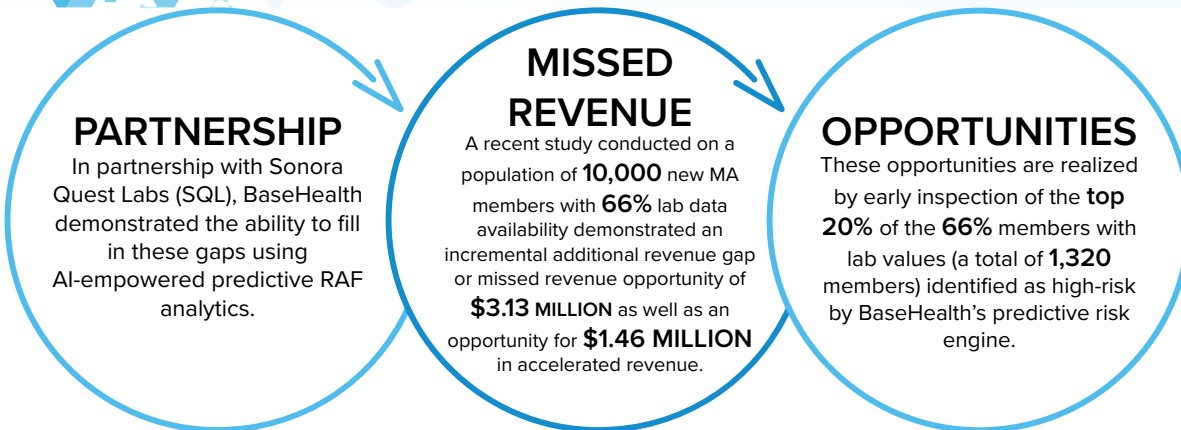 PARTNERSHIP
In partnership with Sonora
Quest Labs (SQL), BaseHealth
demonstrated the ability to fill
in these gaps using
AI-empowered predictive RAF
analytics.
MISSED
REVENUE
A recent study conducted on a
population of 10,000 new MA
members with 66% lab data
availability demonstrated an
incremental additional revenue gap
or missed revenue opportunity of
$3.13 MILLION as well as an
opportunity for $1.46 MILLION
in accelerated revenue.
OPPORTUNITIES
These opportunities are realized
by early inspection of the top
20% of the 66% members with
lab values (a total of 1,320
members) identified as high-risk
by BaseHealth’s predictive risk
engine.